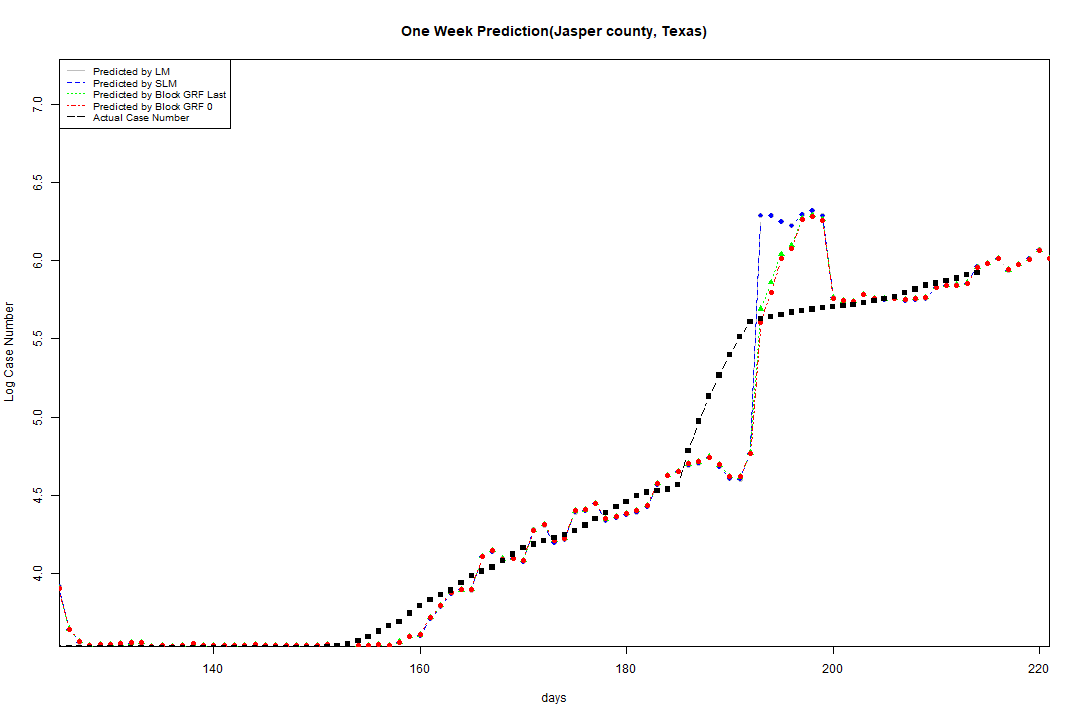 One Week Prediction(Jasper county, Texas)
Predicted by LM
Predicted by SLM
Predicted by Block GRF Last
Predicted by Block GRF 0
Actual Case Number
7.0
6.5
6.0
5.5
5.0
4.5
4.0
Log Case Number
140 160 180 200 220
days